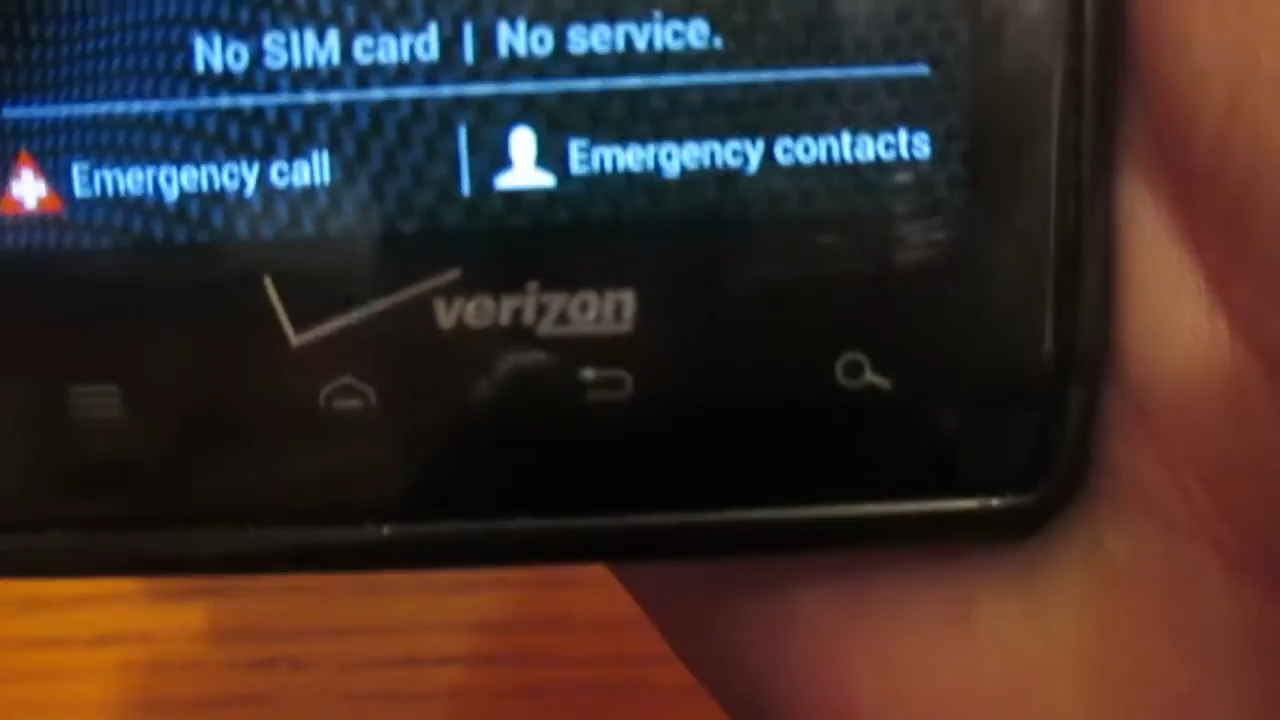 No SIM card | No service.
Emergency call | Emergency contacts
verizon